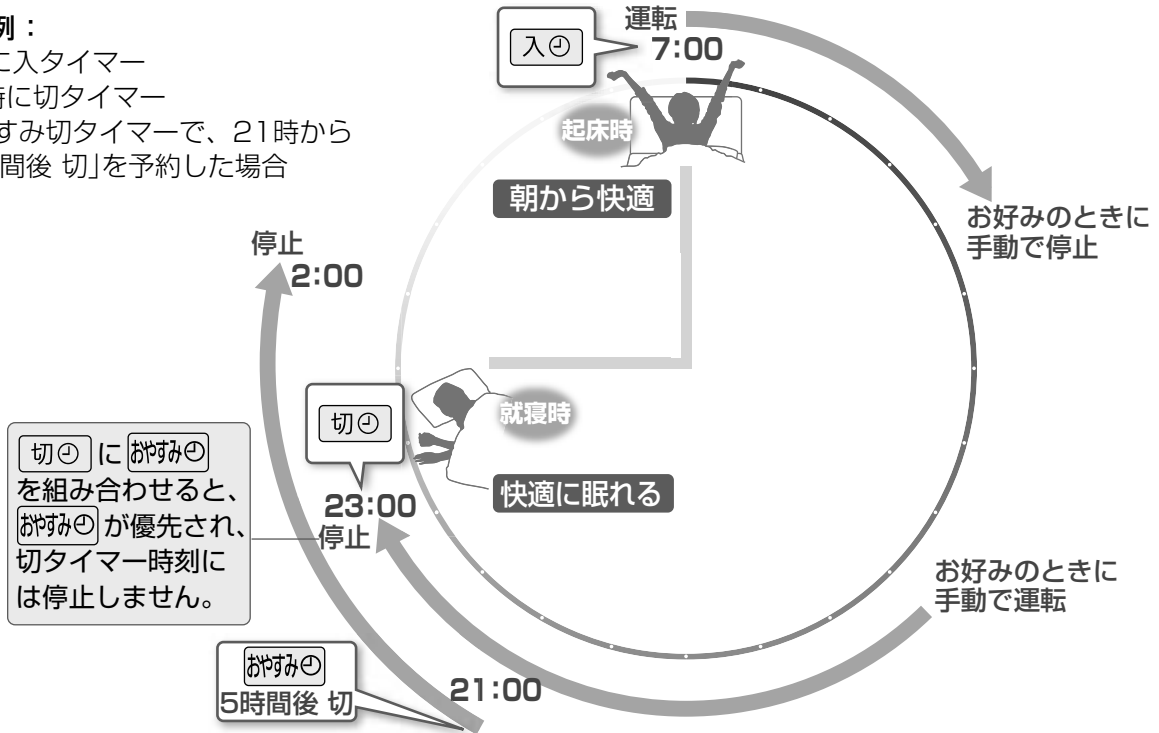 例：
に入タイマー
時に切タイマー
すみ切タイマーで、21時から
間後 切」を予約した場合
入
運転
7:00
起床時
朝から快適
お好みのときに
手動で停止
停止
2:00
切
就寝時
快適に眠れる
23:00
停止
切 に おやすみ
を組み合わせると、
おやすみ が優先され、
切タイマー時刻に
は停止しません。
お好みのときに
手動で運転
おやすみ
5時間後 切
21:00